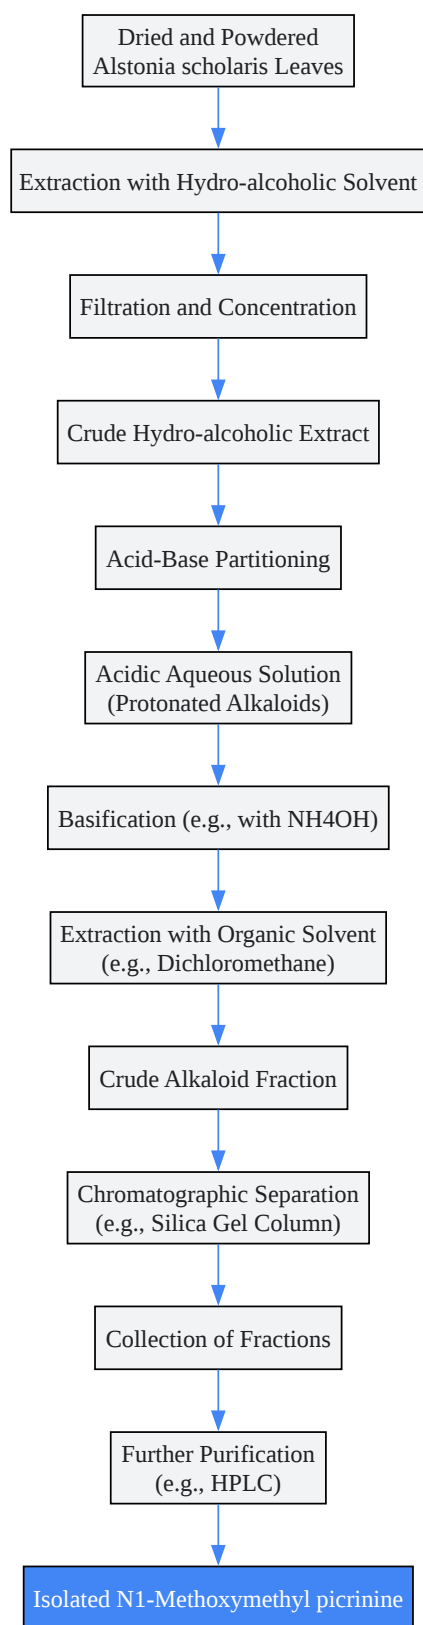 Dried and Powdered
Alstonia scholaris Leaves
Extraction with Hydro-alcoholic Solvent
Filtration and Concentration
Crude Hydro-alcoholic Extract
Acid-Base Partitioning
Acidic Aqueous Solution
(Protonated Alkaloids)
Basification (e.g., with NH4OH)
Extraction with Organic Solvent
(e.g., Dichloromethane)
Crude Alkaloid Fraction
Chromatographic Separation
(e.g., Silica Gel Column)
Collection of Fractions
Further Purification
(e.g., HPLC)
Isolated N1-Methoxymethyl picrinine